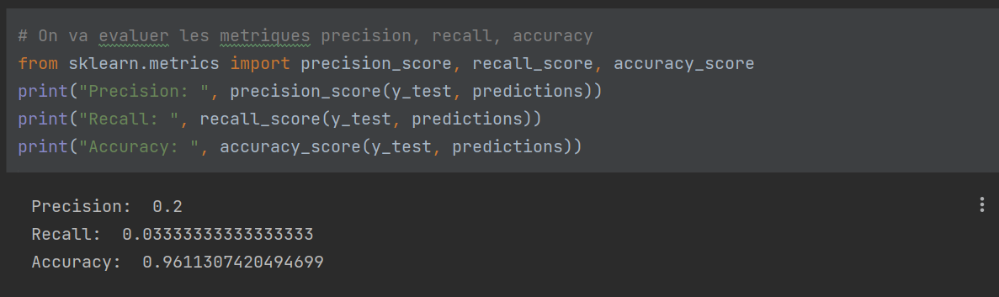 # On va evaluer les metriques precision, recall, accuracy
from sklearn.metrics import precision_score, recall_score, accuracy_score
print("Precision: ", precision_score(y_test, predictions))
print("Recall: ", recall_score(y_test, predictions))
print("Accuracy: ", accuracy_score(y_test, predictions))
Precision:  0.2
Recall:  0.03333333333333333
Accuracy:  0.9611307420494699